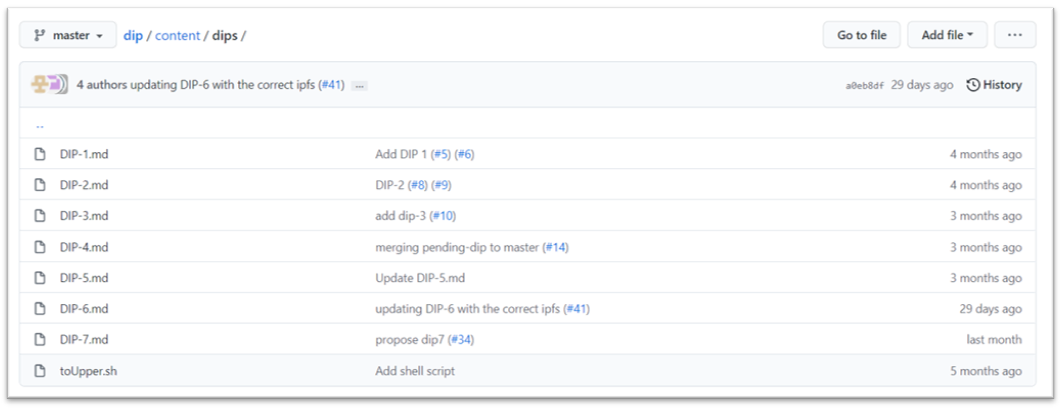 master dip / content / dips / Go to file Add file ...
4 authors updating DIP-6 with the correct ipfs (#41) ... a0eb8df 29 days ago History
..
DIP-1.md Add DIP 1 (#5) (#6) 4 months ago
DIP-2.md DIP-2 (#8) (#9) 4 months ago
DIP-3.md add dip-3 (#10) 3 months ago
DIP-4.md merging pending-dip to master (#14) 3 months ago
DIP-5.md Update DIP-5.md 3 months ago
DIP-6.md updating DIP-6 with the correct ipfs (#41) 29 days ago
DIP-7.md propose dip7 (#34) last month
toUpper.sh Add shell script 5 months ago